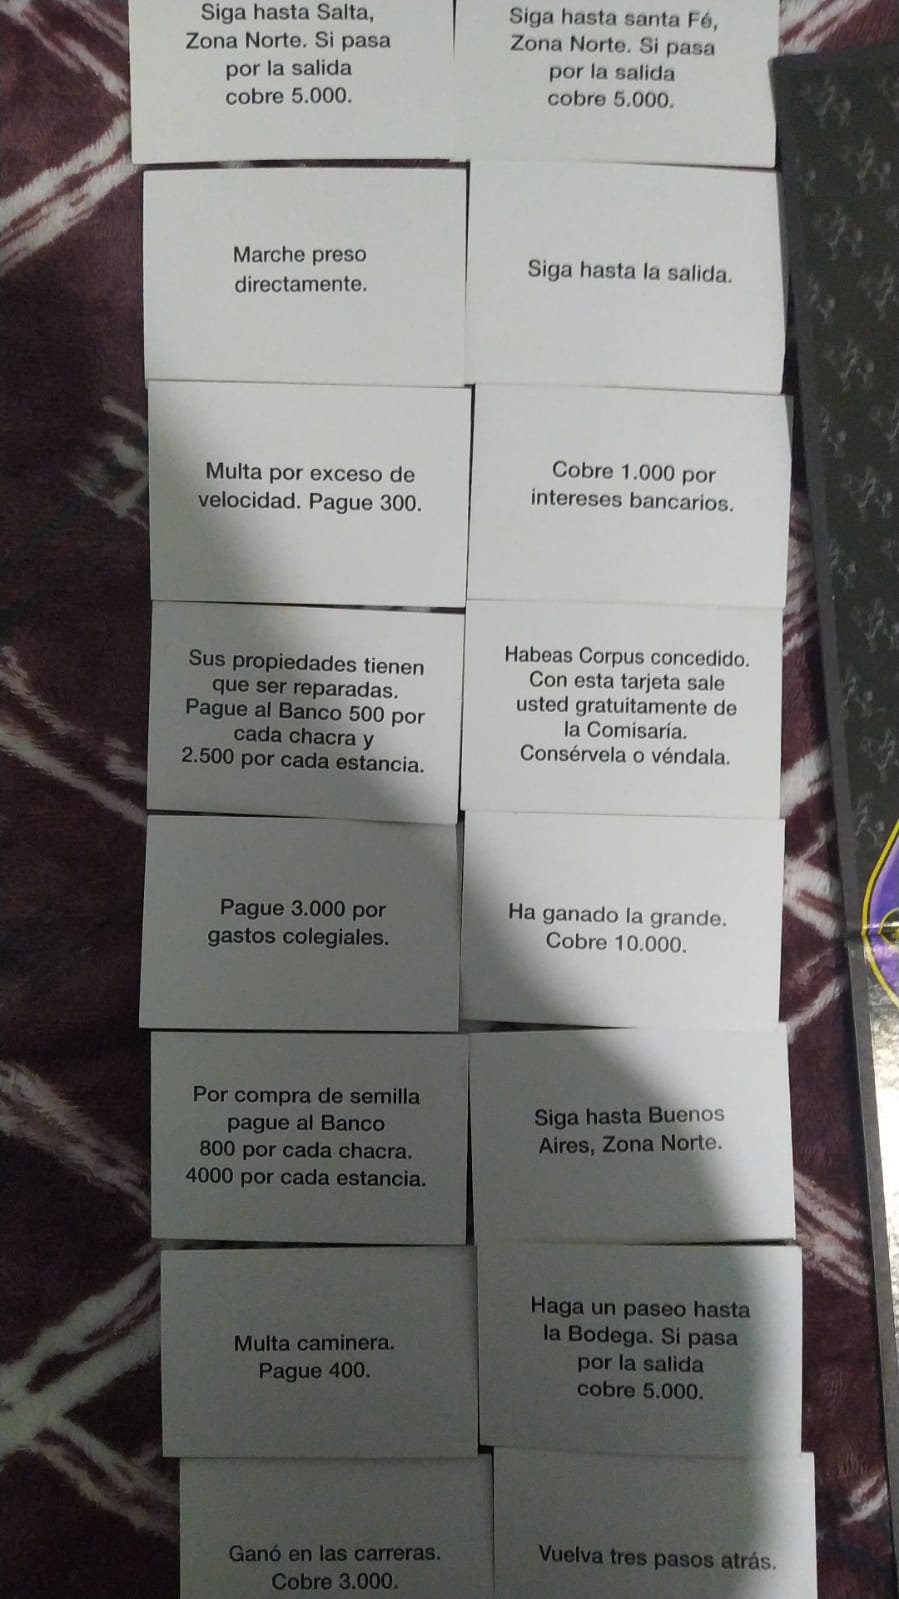 Siga hasta Salta,
Zona Norte. Si pasa
por la salida
cobre 5.000.
Siga hasta santa Fé,
Zona Norte. Si pasa
por la salida
cobre 5.000.
Marche preso
directamente.
Siga hasta la salida.
Multa por exceso de
velocidad. Pague 300.
Cobre 1.000 por
intereses bancarios.
Sus propiedades tienen
que ser reparadas.
Pague al Banco 500 por
cada chacra y
2.500 por cada estancia.
Habeas Corpus concedido.
Con esta tarjeta sale
usted gratuitamente de
la Comisaría.
Consérvela o véndala.
Pague 3.000 por
gastos colegiales.
Ha ganado la grande.
Cobre 10.000.
Por compra de semilla
pague al Banco
800 por cada chacra.
4000 por cada estancia.
Siga hasta Buenos
Aires, Zona Norte.
Multa caminera.
Pague 400.
Haga un paseo hasta
la Bodega. Si pasa
por la salida
cobre 5.000.
Ganó en las carreras.
Cobre 3.000.
Vuelva tres pasos atrás.